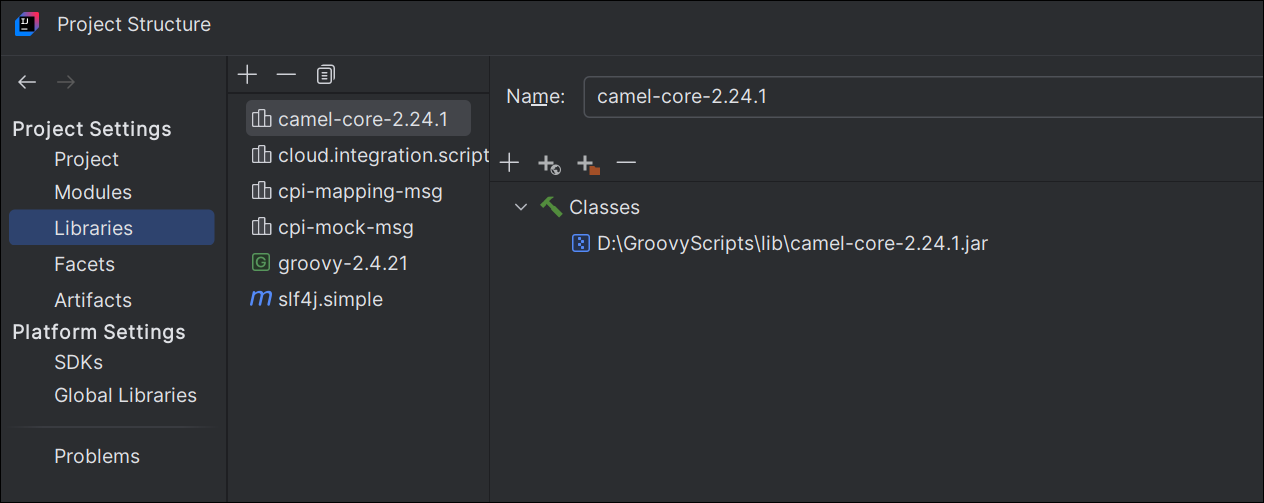 Project Structure
Project Settings
Project
Modules
Libraries
Facets
Artifacts
Platform Settings
SDKs
Global Libraries
Problems
camel-core-2.24.1
cloud.integration.script
cpi-mapping-msg
cpi-mock-msg
groovy-2.4.21
slf4j.simple
Name: camel-core-2.24.1
Classes
D:\GroovyScripts\lib\camel-core-2.24.1.jar